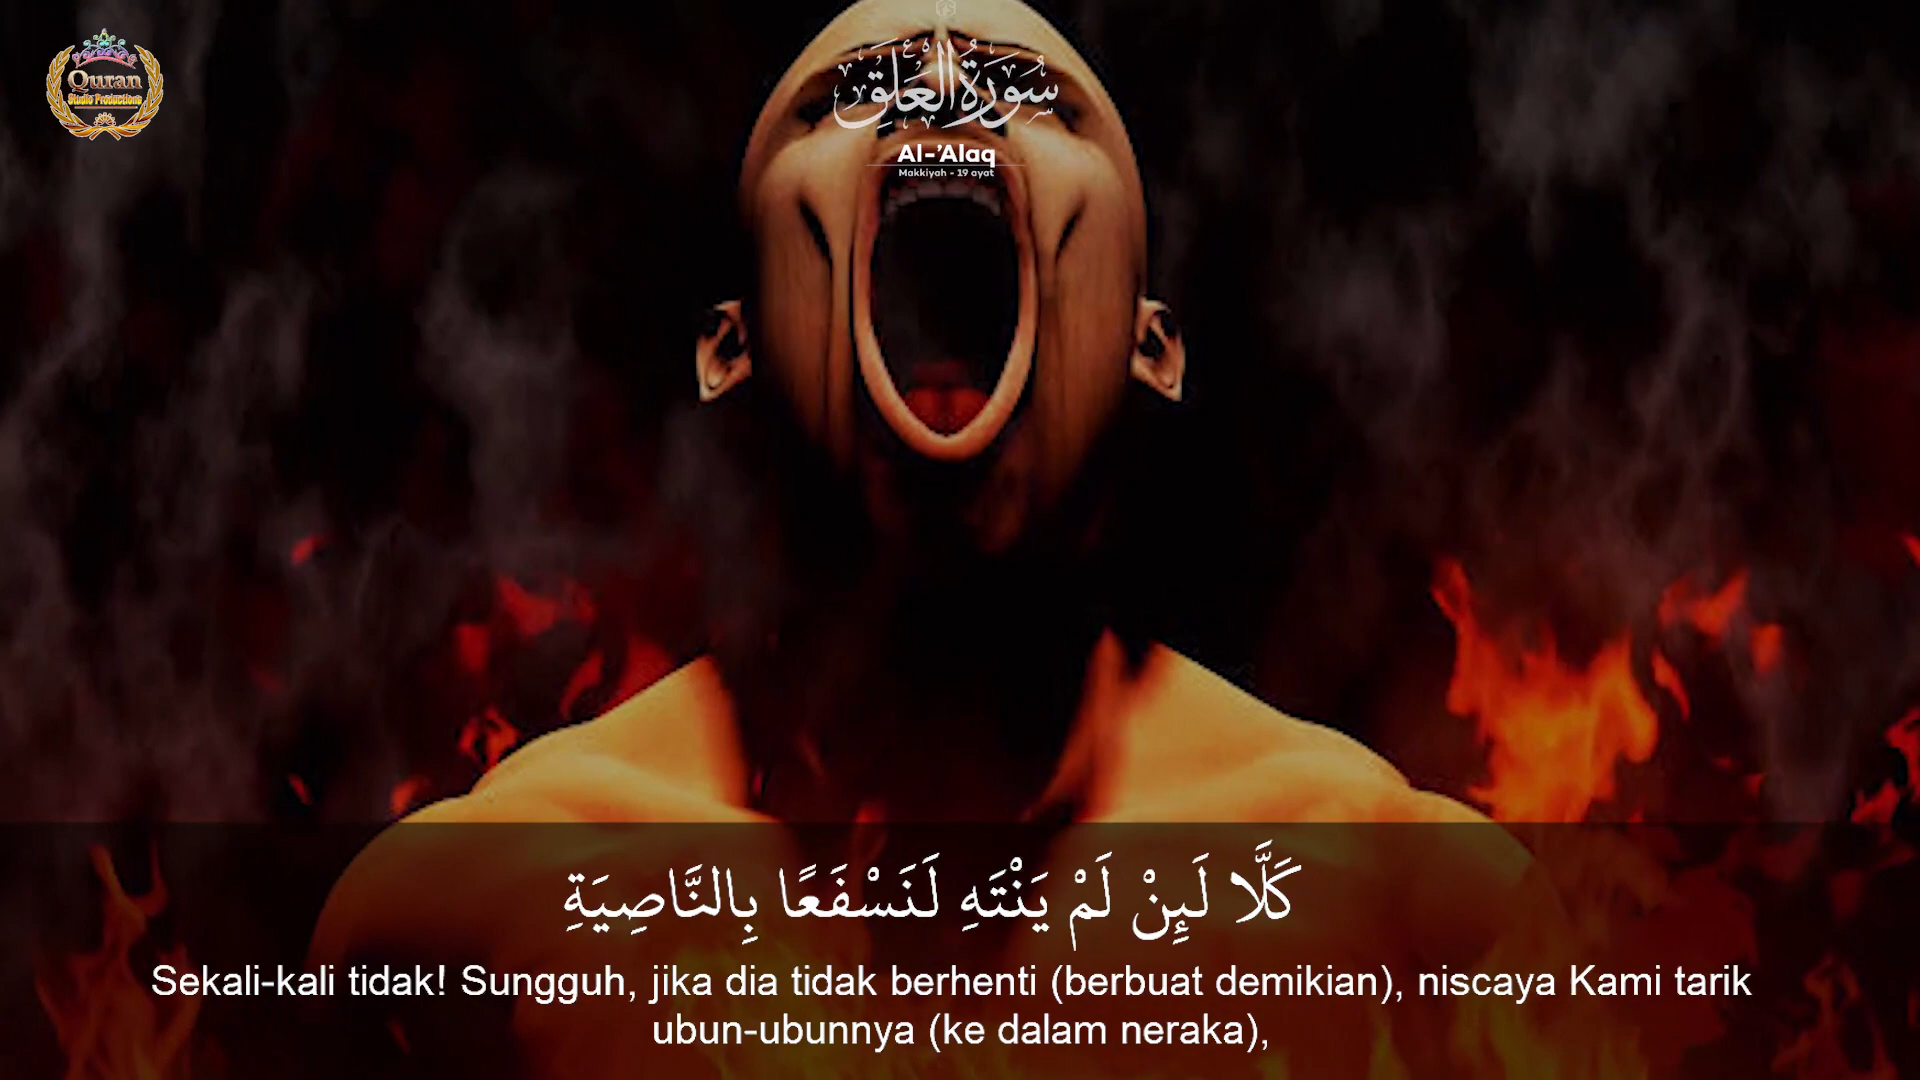 Quran
Studio Productions
سُورَةُ الْعَلَقِ
Al-'Alaq
Makkiyah - 19 ayat
كَلَّا لَىِٕنْ لَمْ يَنْتَهِ لَنَسْفَعًا بِالنَّاصِيَةِ
Sekali-kali tidak! Sungguh, jika dia tidak berhenti (berbuat demikian), niscaya Kami tarik
ubun-ubunnya (ke dalam neraka),